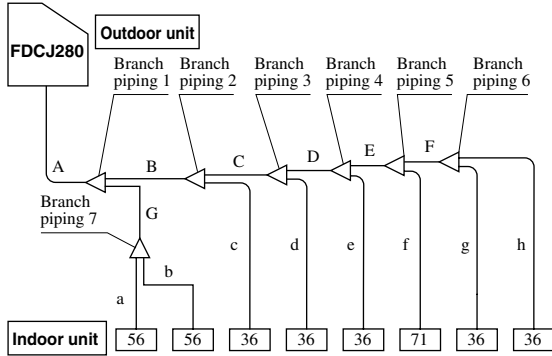 Outdoor unit
FDCJ280
Branch piping 1
Branch piping 2
Branch piping 3
Branch piping 4
Branch piping 5
Branch piping 6
A
B
C
D
E
F
Branch piping 7
G
a
b
c
d
e
f
g
h
Indoor unit
56
56
36
36
36
71
36
36